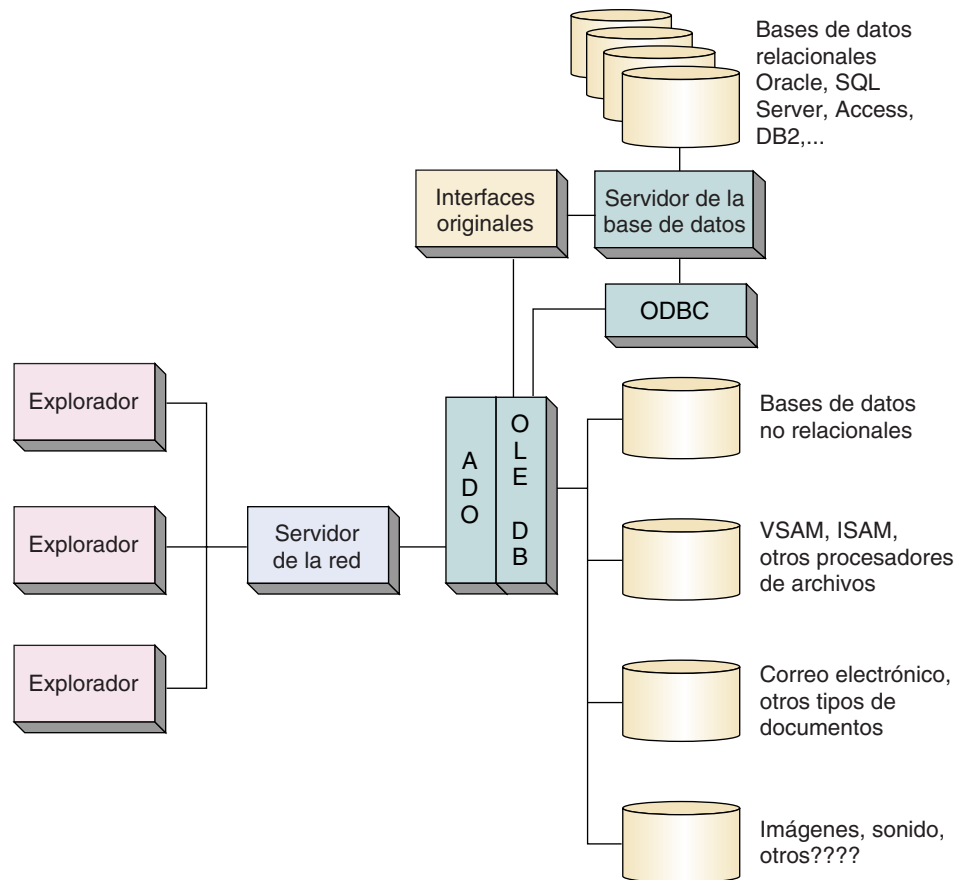 Bases de datos
relacionales
Oracle, SQL
Server, Access,
DB2,...
Interfaces
originales
Servidor de la
base de datos
ODBC
Explorador
Explorador
Explorador
Servidor
de la red
ADO
OLE DB
Bases de datos
no relacionales
VSAM, ISAM,
otros procesadores
de archivos
Correo electrónico,
otros tipos de
documentos
Imágenes, sonido,
otros????